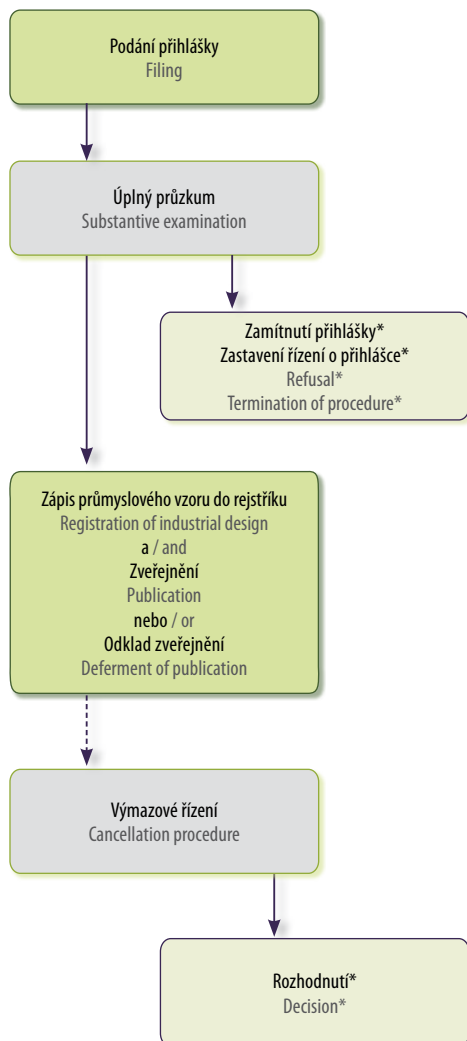 Podání přihlášky
Filing
Úplný průzkum
Substantive examination
Zamítnutí přihlášky*
Zastavení řízení o přihlášce*
Refusal*
Termination of procedure*
Zápis průmyslového vzoru do rejstříku
Registration of industrial design
a / and
Zveřejnění
Publication
nebo / or
Odklad zveřejnění
Deferment of publication
Výmazové řízení
Cancellation procedure
Rozhodnutí*
Decision*